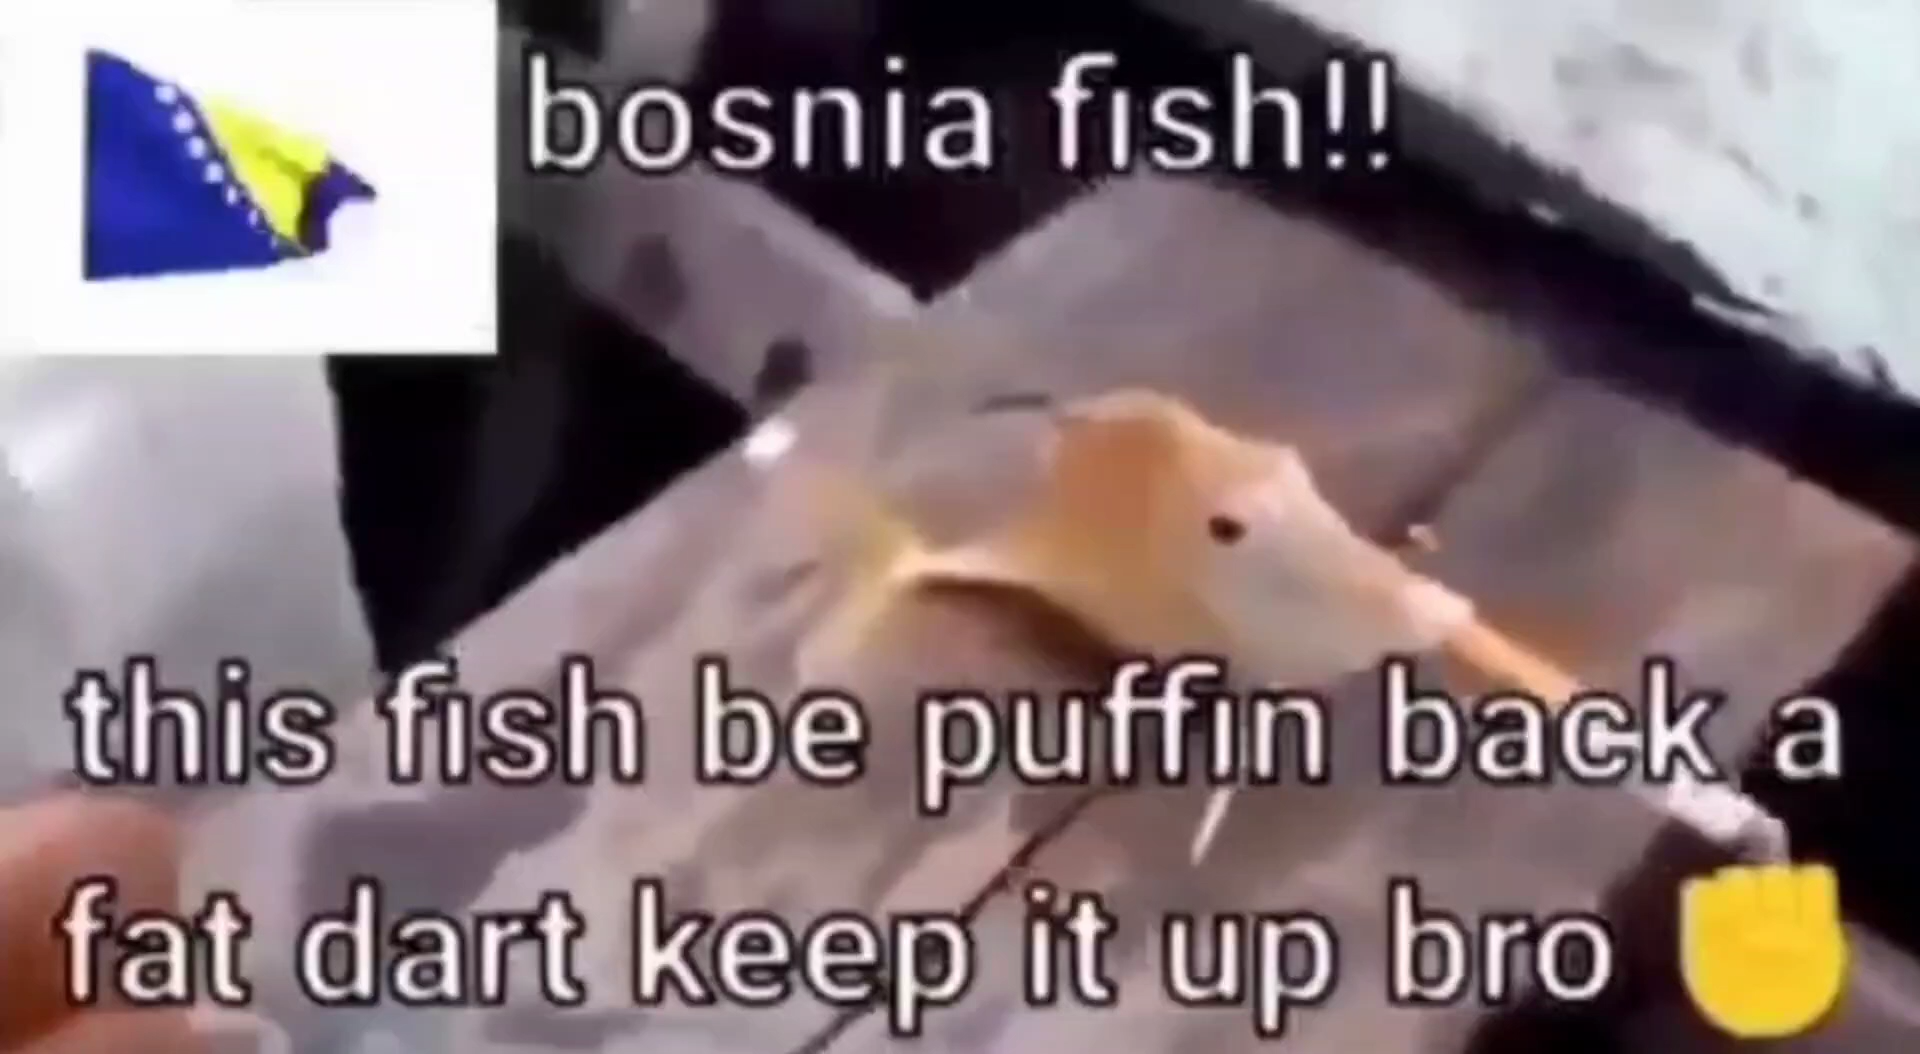 bosnia fish!!
this fish be puffin back a
fat dart keep it up bro ✊